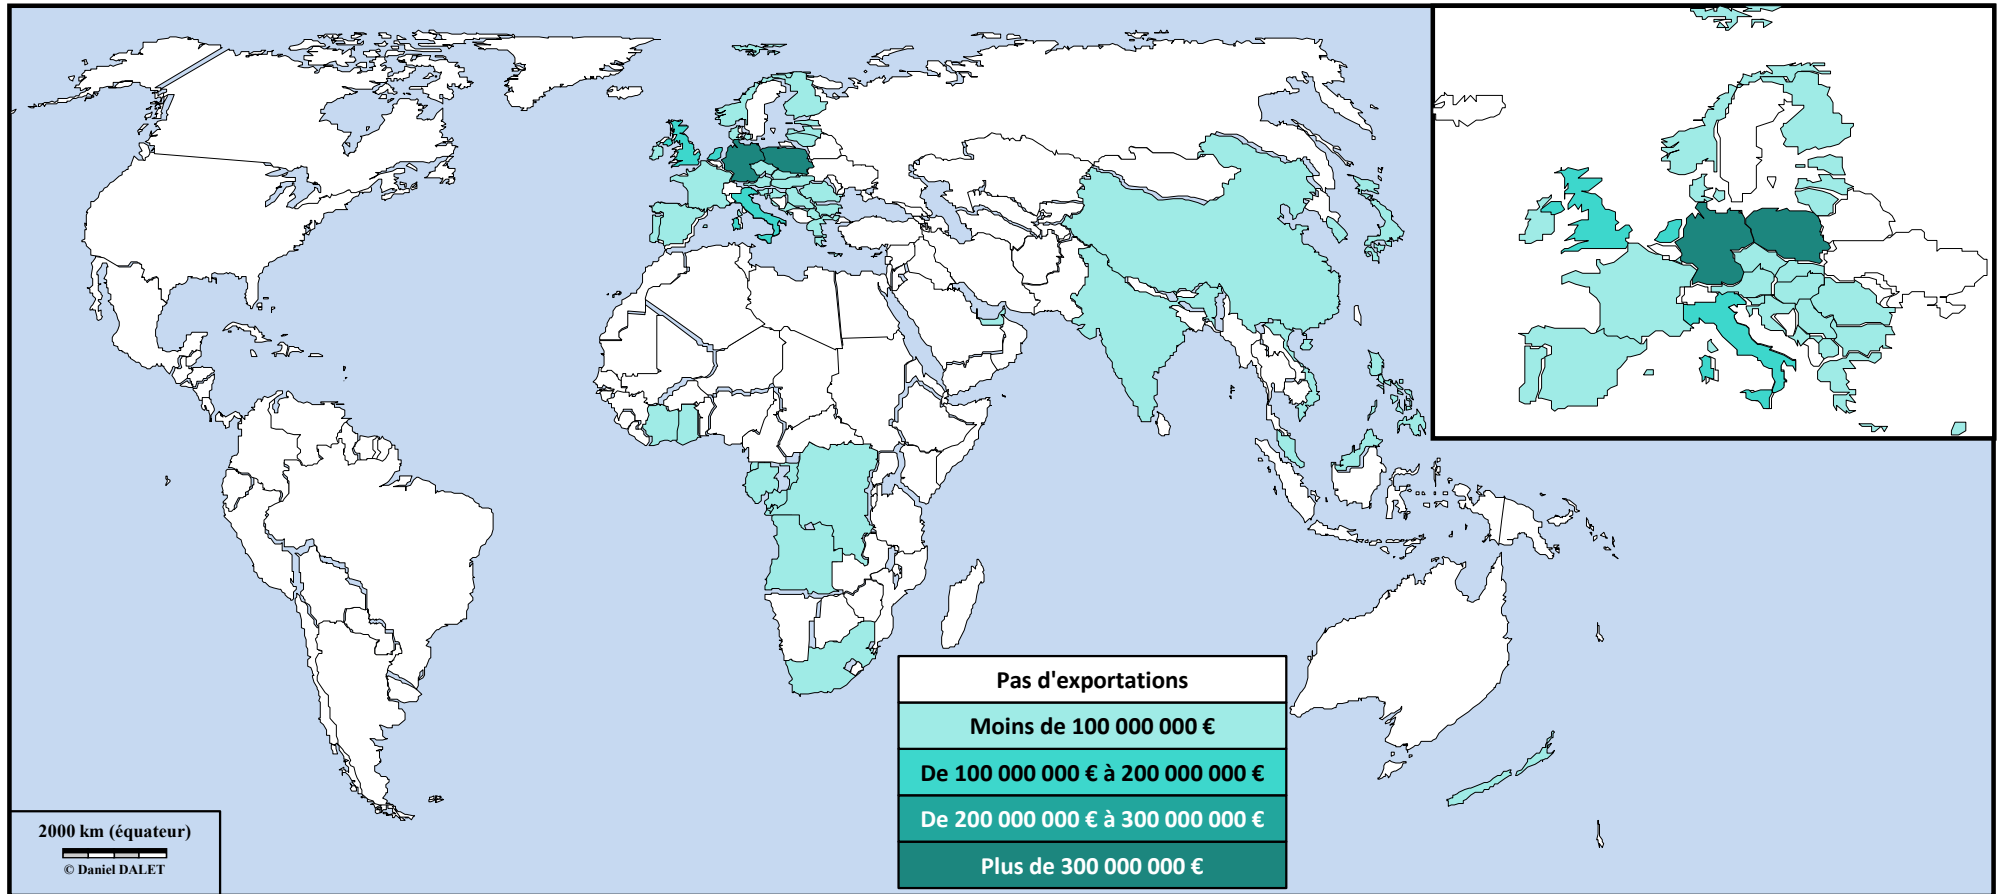 Pas d'exportations
Moins de 100 000 000 €
De 100 000 000 € à 200 000 000 €
De 200 000 000 € à 300 000 000 €
Plus de 300 000 000 €
2000 km (équateur)
© Daniel DALET